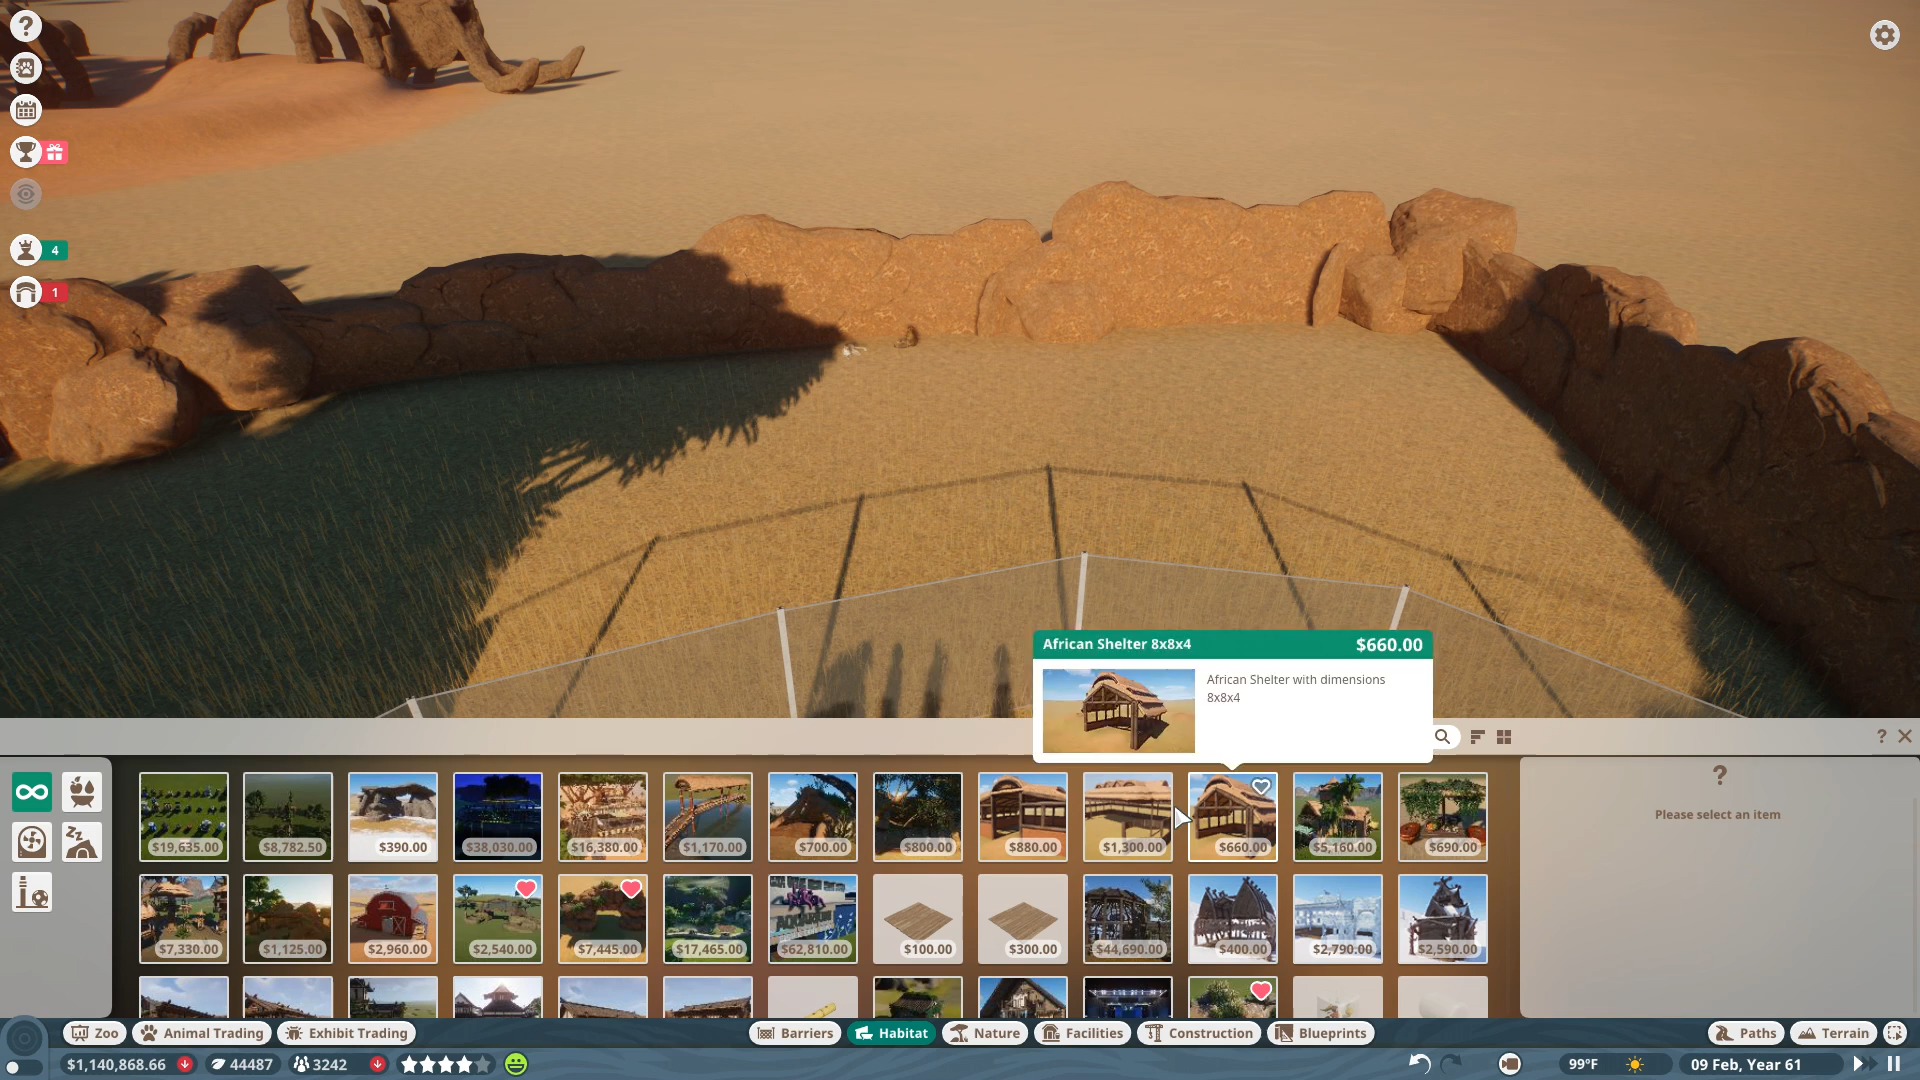 ?
4
1
African Shelter 8x8x4 $660.00
African Shelter with dimensions
8x8x4
?
?
Please select an item
$19,635.00 $8,782.50 $390.00 $38,030.00 $16,380.00 $1,170.00 $700.00 $800.00 $880.00 $1,300.00 $660.00 $5,160.00 $690.00
$7,330.00 $1,125.00 $2,960.00 $2,540.00 $7,445.00 $17,465.00 $62,810.00 $100.00 $300.00 $44,690.00 $400.00 $2,790.00 $2,590.00
Zoo Animal Trading Exhibit Trading Barriers Habitat Nature Facilities Construction Blueprints Paths Terrain
$1,140,868.66 44487 3242 99°F 09 Feb, Year 61